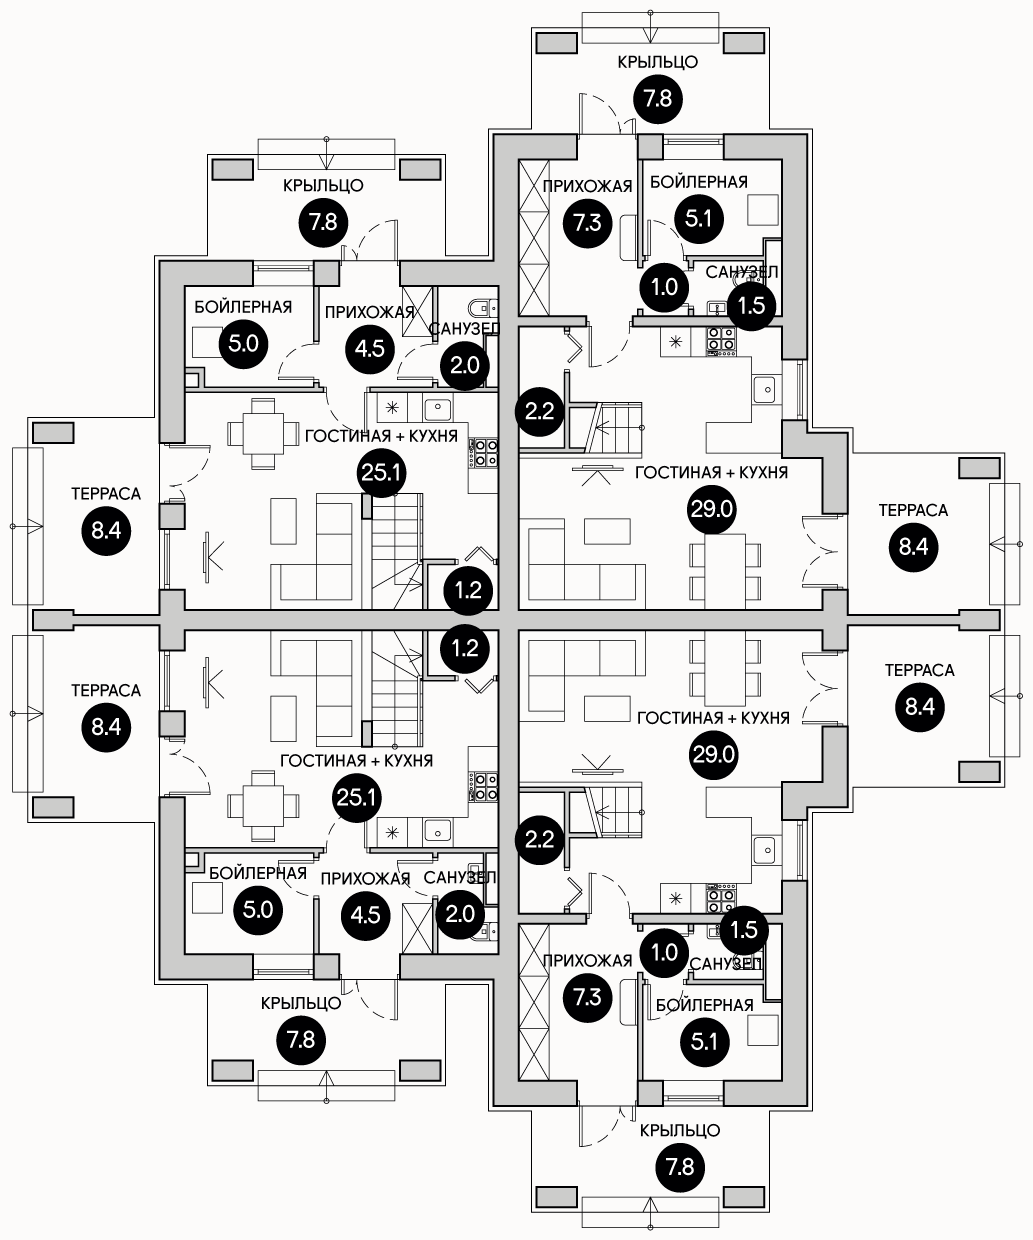 КРЫЛЬЦО
7.8
КРЫЛЬЦО
7.8
ПРИХОЖАЯ
7.3
БОЙЛЕРНАЯ
5.1
САНУЗЕЛ
1.0
1.5
БОЙЛЕРНАЯ
5.0
ПРИХОЖАЯ
4.5
САНУЗЕЛ
2.0
2.2
ГОСТИНАЯ + КУХНЯ
25.1
ГОСТИНАЯ + КУХНЯ
29.0
ТЕРРАСА
8.4
ТЕРРАСА
8.4
1.2
1.2
ТЕРРАСА
8.4
ТЕРРАСА
8.4
ГОСТИНАЯ + КУХНЯ
29.0
ГОСТИНАЯ + КУХНЯ
25.1
2.2
БОЙЛЕРНАЯ
5.0
ПРИХОЖАЯ
4.5
САНУЗЕЛ
2.0
1.5
1.0
САНУЗЕЛ
ПРИХОЖАЯ
7.3
БОЙЛЕРНАЯ
5.1
КРЫЛЬЦО
7.8
КРЫЛЬЦО
7.8